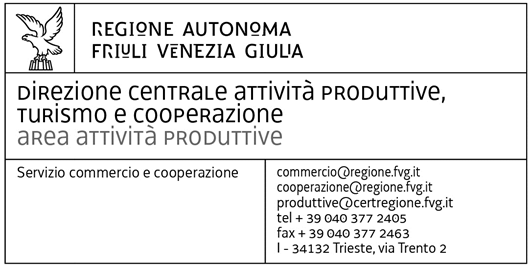 REGIONE AUTONOMA
FRIULI VENEZIA GIULIA
Direzione centrale attività produttive,
turismo e cooperazione
area attività produttive
Servizio commercio e cooperazione
commercio@regione.fvg.it
cooperazione@regione.fvg.it
produttive@certregione.fvg.it
tel + 39 040 377 2405
fax + 39 040 377 2463
I - 34132 Trieste, via Trento 2